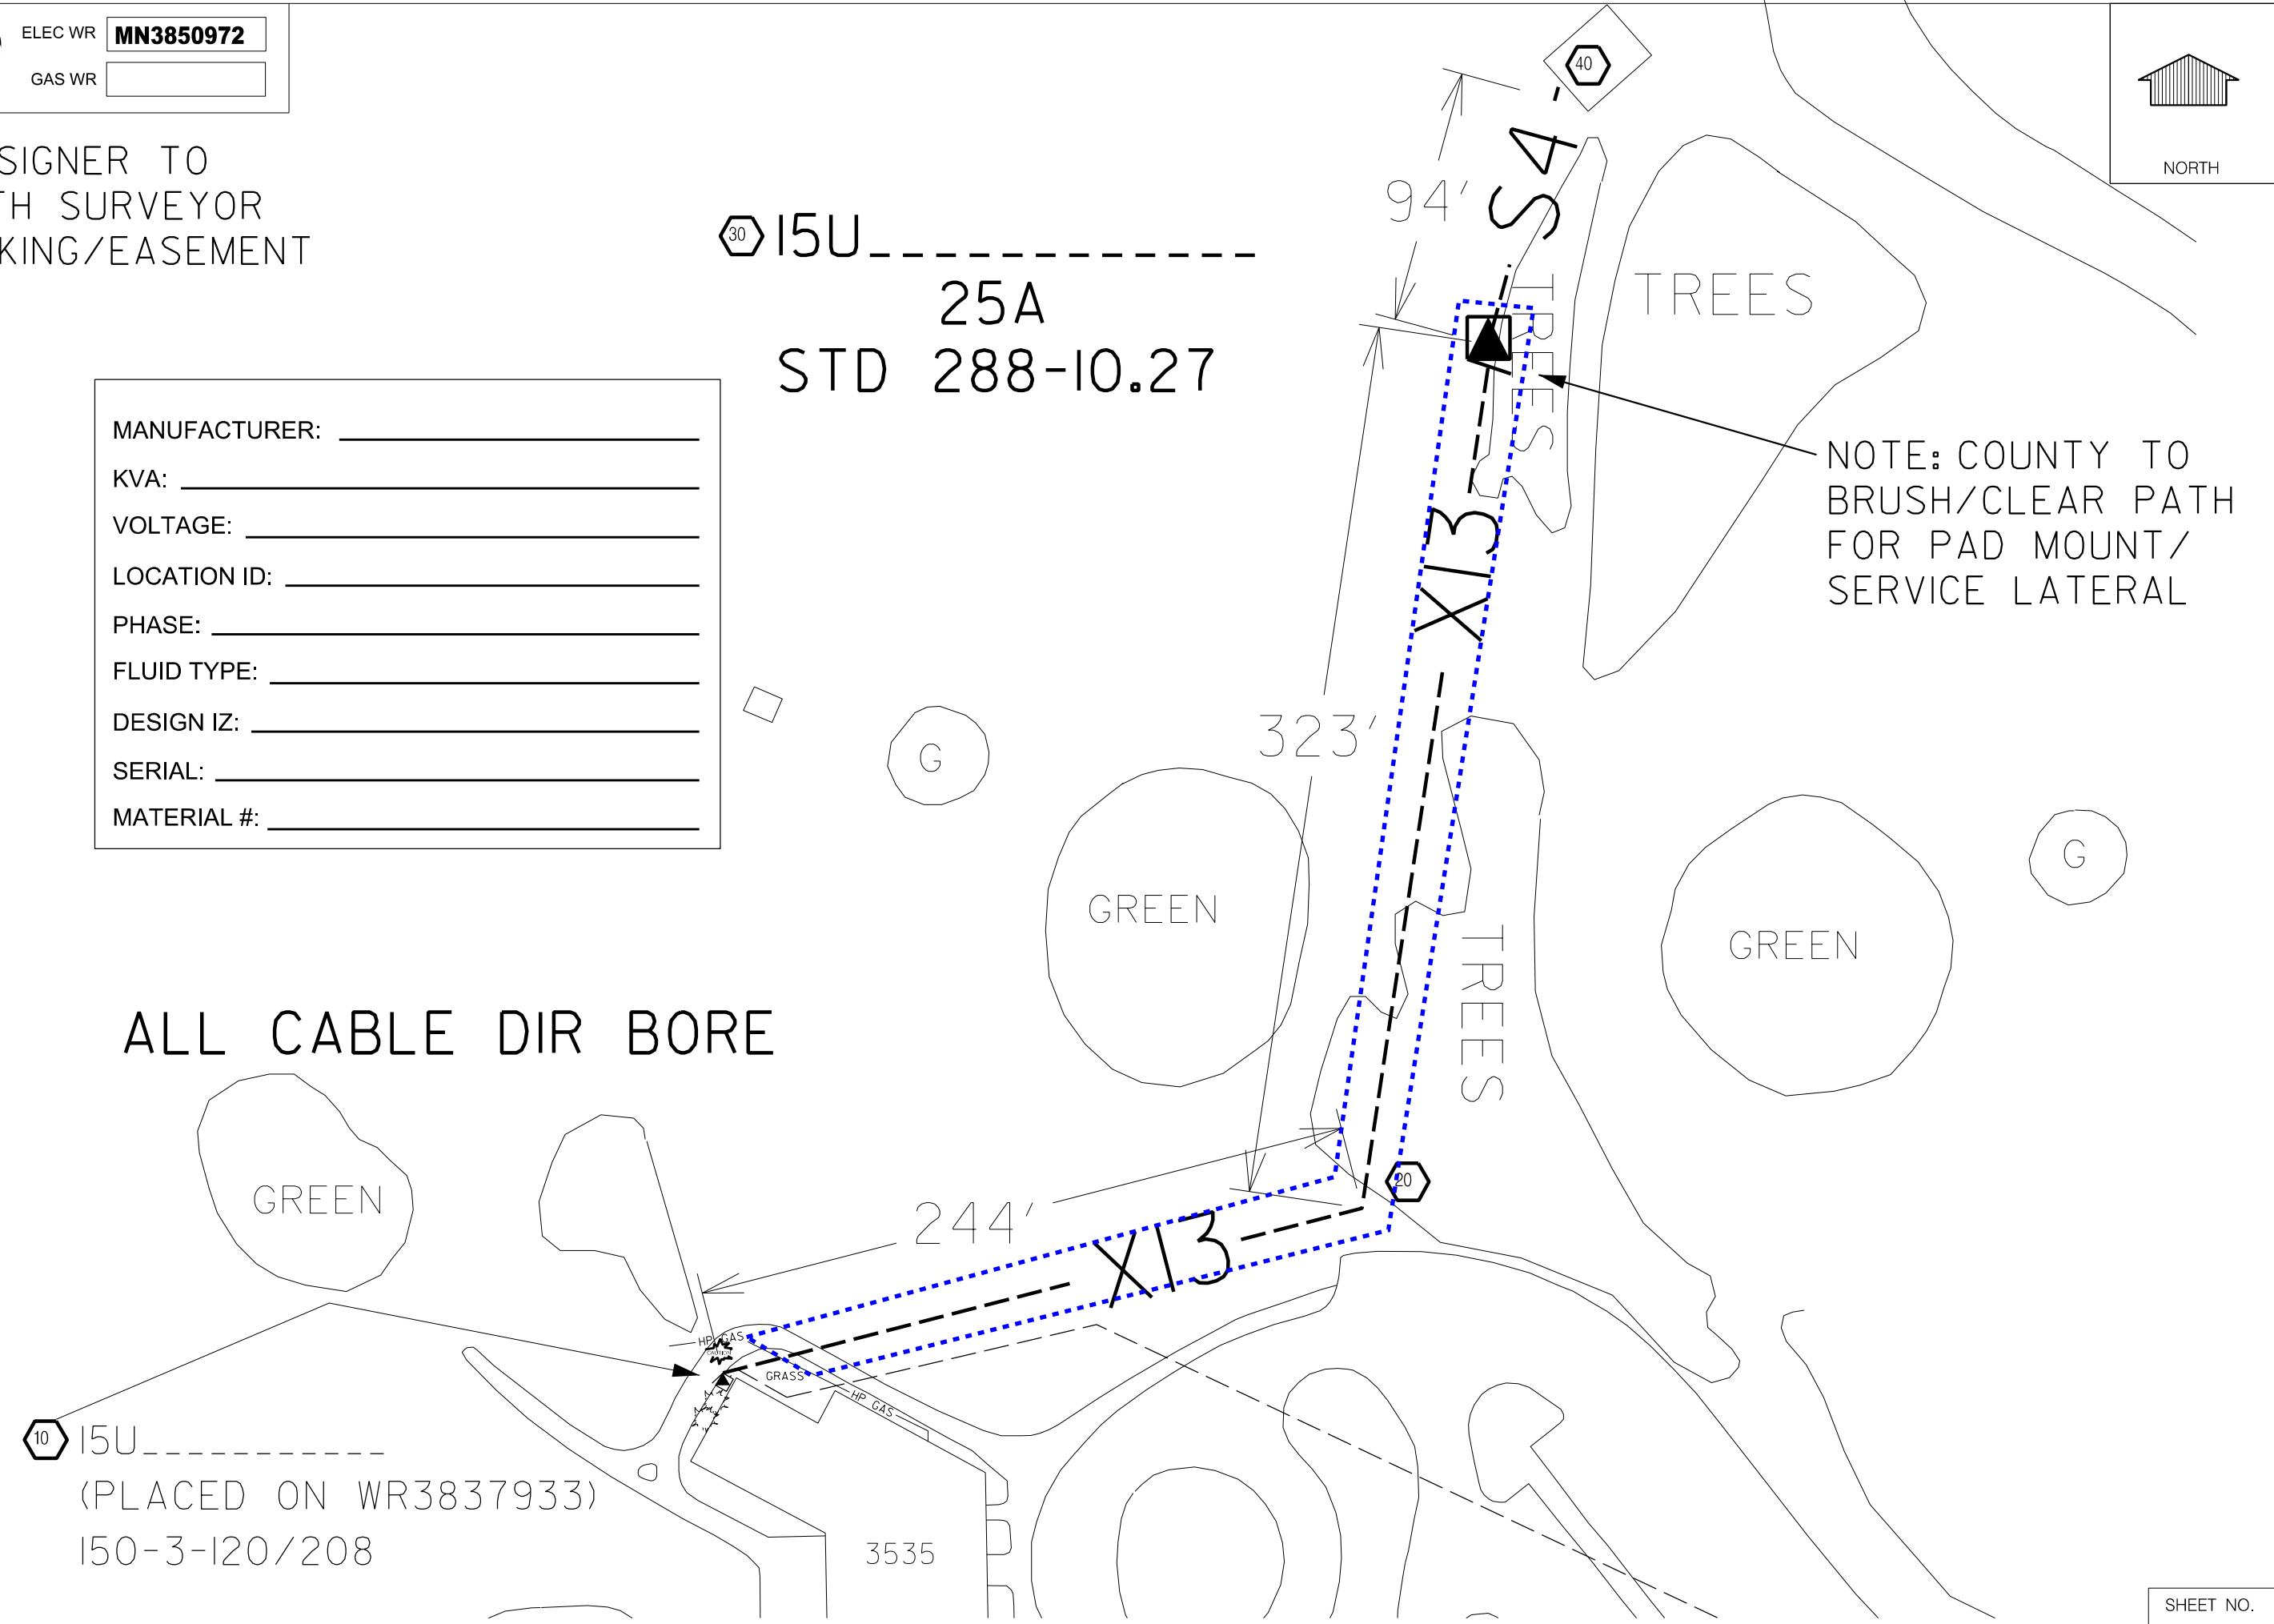 ELEC WR MN3850972
GAS WR
SIGNER TO
TH SURVEYOR
KING/EASEMENT
NORTH
40
S4
94'
30 15U_____________
25A
STD 288-10.27
TREES
TREES
NOTE: COUNTY TO
BRUSH/CLEAR PATH
FOR PAD MOUNT/
SERVICE LATERAL
MANUFACTURER:
KVA:
VOLTAGE:
LOCATION ID:
PHASE:
FLUID TYPE:
DESIGN IZ:
SERIAL:
MATERIAL #:
X13
323'
G
GREEN
GREEN
G
TREES
ALL CABLE DIR BORE
GREEN
20
244'
X13
HP GAS
CAUTION
GRASS
HP GAS
10 15U___________
(PLACED ON WR3837933)
150-3-120/208
3535
SHEET NO.